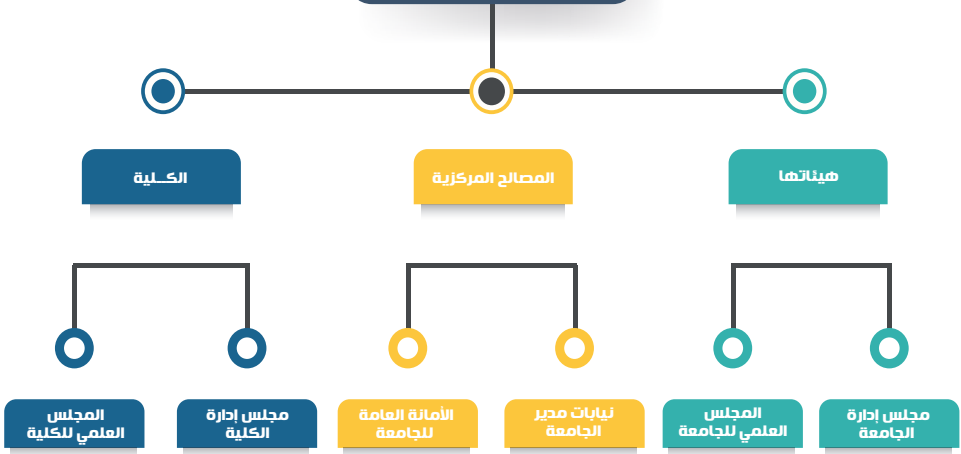 هيئاتها
المصالح المركزية
الكــلية
مجلس إدارة
الجامعة
المجلس
العلمي للجامعة
نيابات مدير
الجامعة
الأمانة العامة
للجامعة
مجلس إدارة
الكلية
المجلس
العلمي للكلية